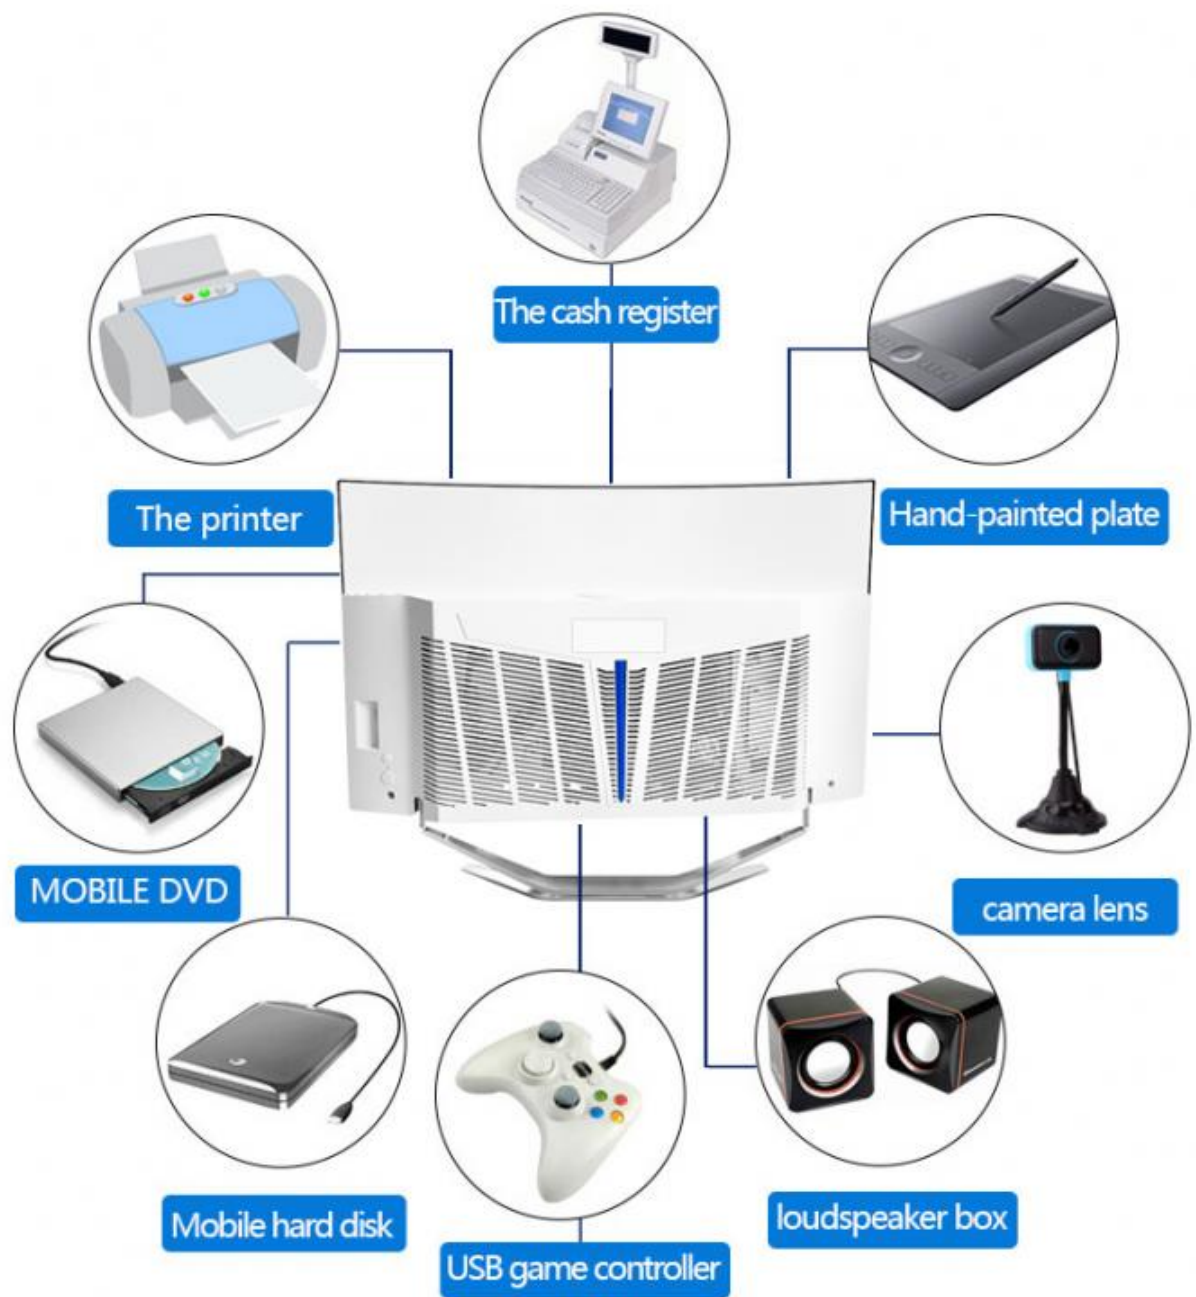 The cash register
The printer
Hand-painted plate
MOBILE DVD
camera lens
Mobile hard disk
loudspeaker box
USB game controller